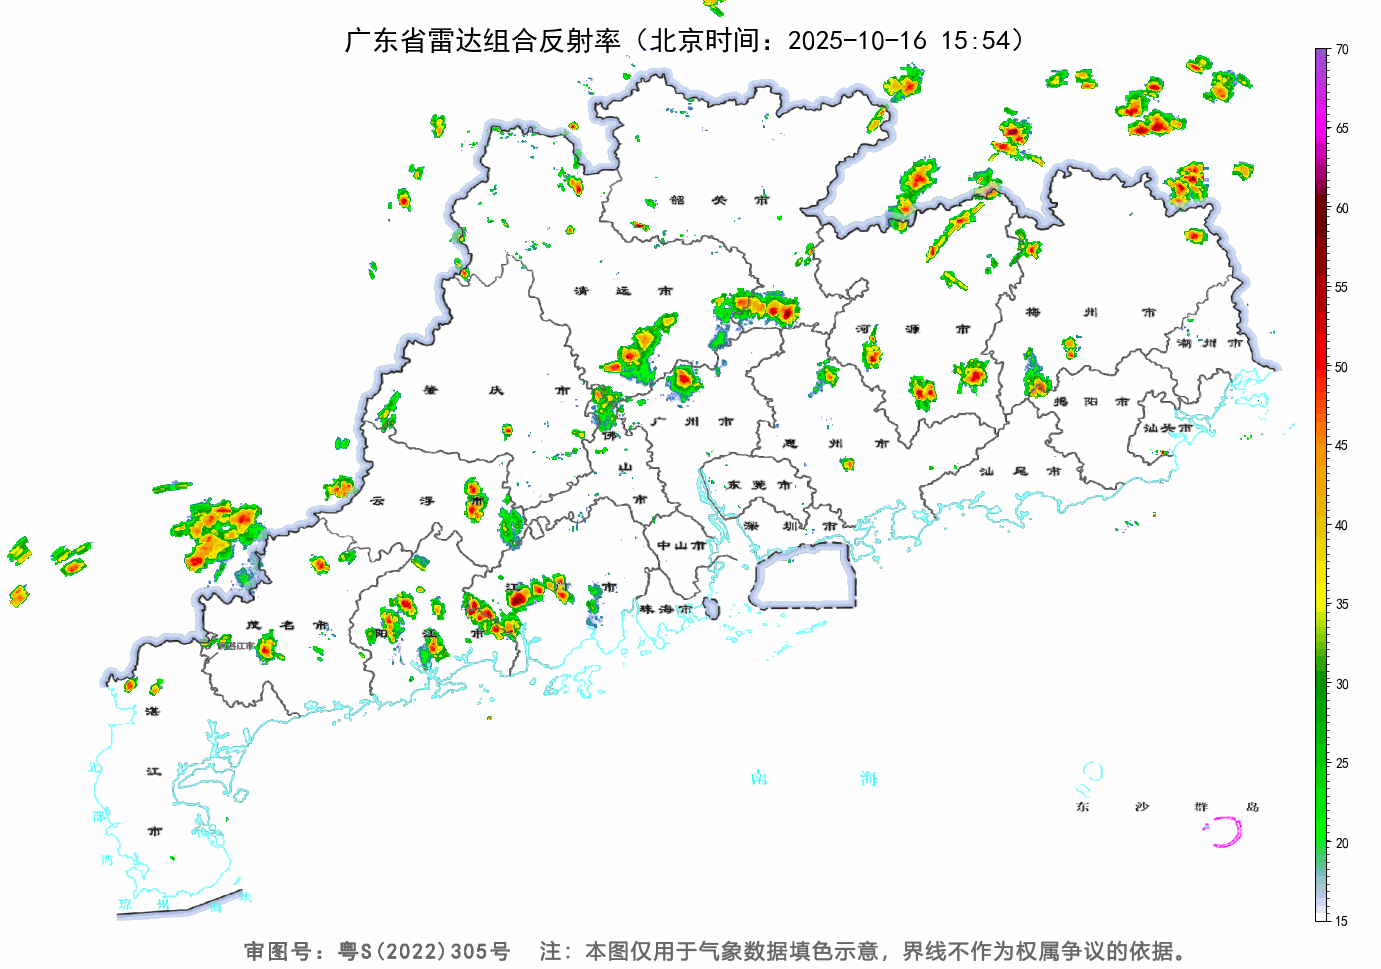 广东省雷达组合反射率（北京时间：2025-10-16 15:54）
70
65
60
55
50
45
40
35
30
25
20
15
韶关市
清远市
河源市
梅州市
潮州市
肇庆市
广州市
揭阳市
汕头市
佛山市
惠州市
汕尾市
云浮市
东莞市
深圳市
中山市
江门市
珠海市
茂名市
阳江市
湛江市
湛江市
北部湾
琼州海峡
南海
东沙群岛
审图号：粤S(2022)305号 注：本图仅用于气象数据填色示意，界线不作为权属争议的依据。